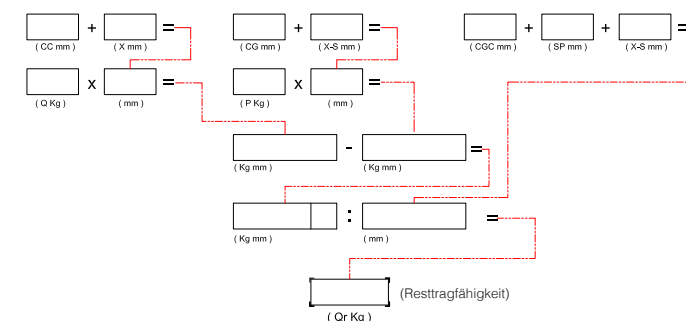 + = + = + + =
( CC mm ) ( X mm ) ( CG mm ) ( X-S mm ) ( CGC mm ) ( SP mm ) ( X-S mm )
x = x =
( Q Kg ) ( mm ) ( P Kg ) ( mm )
- =
( Kg mm ) ( Kg mm )
: =
( Kg mm ) ( mm )
(Resttragfähigkeit)
( Qr Kg )